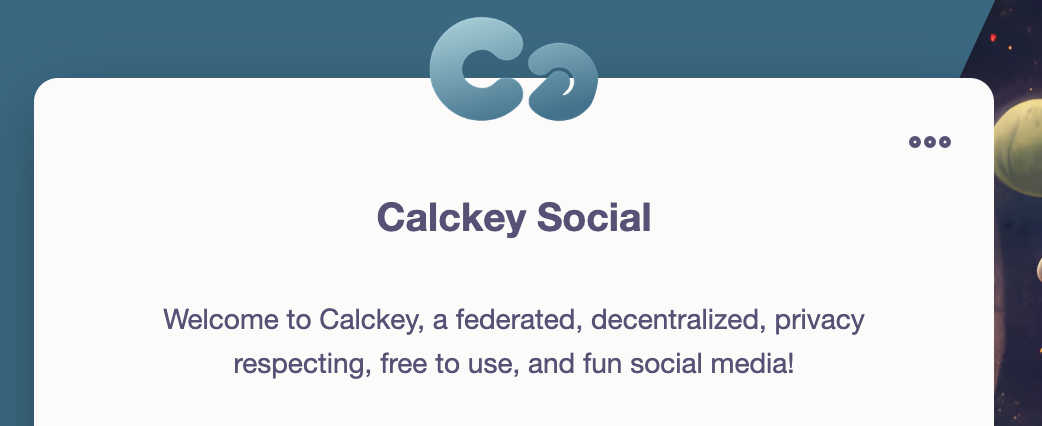 Calckey Social
Welcome to Calckey, a federated, decentralized, privacy
respecting, free to use, and fun social media!